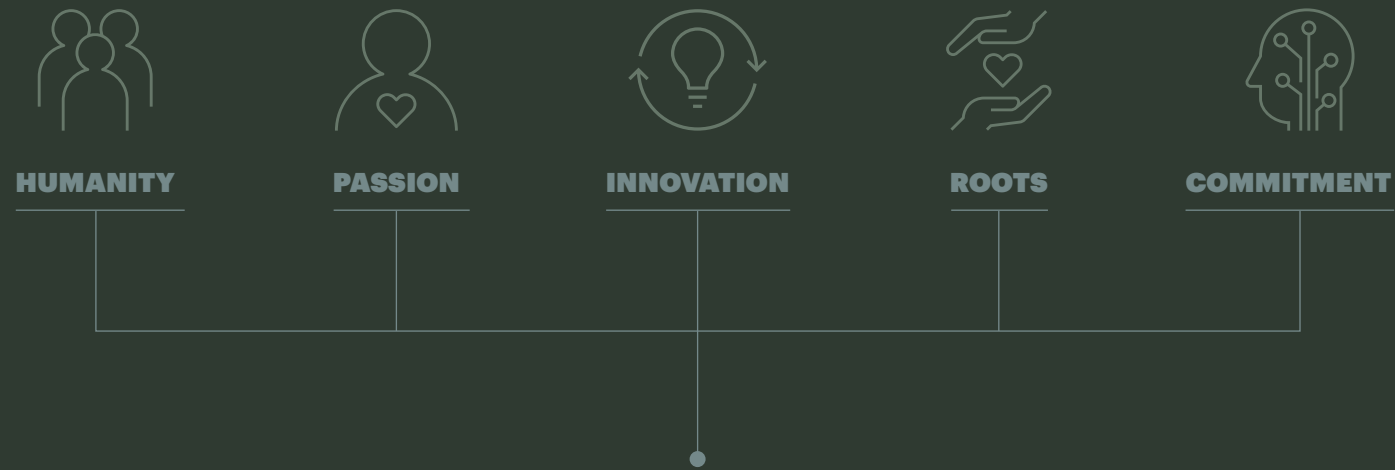 HUMANITY
PASSION
INNOVATION
ROOTS
COMMITMENT